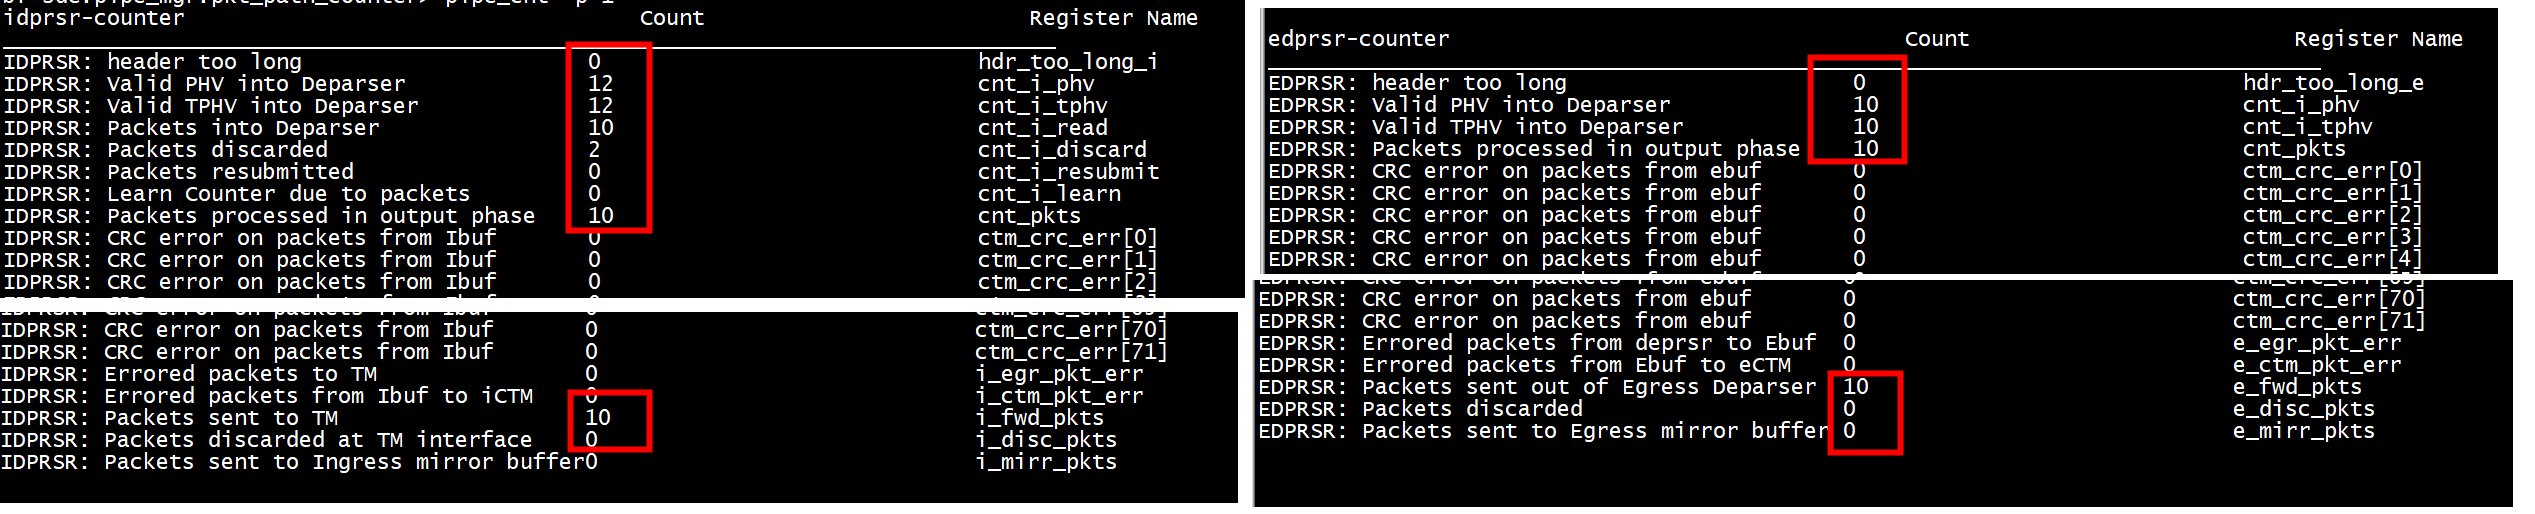 idprsr-counter Count Register Name
IDPRSR: header too long 0 hdr_too_long_i
IDPRSR: Valid PHV into Deparser 12 cnt_i_phv
IDPRSR: Valid TPHV into Deparser 12 cnt_i_tphv
IDPRSR: Packets into Deparser 10 cnt_i_read
IDPRSR: Packets discarded 2 cnt_i_discard
IDPRSR: Packets resubmitted 0 cnt_i_resubmit
IDPRSR: Learn Counter due to packets 0 cnt_i_learn
IDPRSR: Packets processed in output phase 10 cnt_pkts
IDPRSR: CRC error on packets from Ibuf 0 ctm_crc_err[0]
IDPRSR: CRC error on packets from Ibuf 0 ctm_crc_err[1]
IDPRSR: CRC error on packets from Ibuf 0 ctm_crc_err[2]
IDPRSR: CRC error on packets from Ibuf 0 ctm_crc_err[70]
IDPRSR: CRC error on packets from Ibuf 0 ctm_crc_err[71]
IDPRSR: Errored packets to TM 0 i_egr_pkt_err
IDPRSR: Errored packets from Ibuf to iCTM 0 i_ctm_pkt_err
IDPRSR: Packets sent to TM 10 i_fwd_pkts
IDPRSR: Packets discarded at TM interface 0 i_disc_pkts
IDPRSR: Packets sent to Ingress mirror buffer0 i_mirr_pkts
edprsr-counter Count Register Name
EDPRSR: header too long 0 hdr_too_long_e
EDPRSR: Valid PHV into Deparser 10 cnt_i_phv
EDPRSR: Valid TPHV into Deparser 10 cnt_i_tphv
EDPRSR: Packets processed in output phase 10 cnt_pkts
EDPRSR: CRC error on packets from ebuf 0 ctm_crc_err[0]
EDPRSR: CRC error on packets from ebuf 0 ctm_crc_err[1]
EDPRSR: CRC error on packets from ebuf 0 ctm_crc_err[2]
EDPRSR: CRC error on packets from ebuf 0 ctm_crc_err[3]
EDPRSR: CRC error on packets from ebuf 0 ctm_crc_err[4]
EDPRSR: CRC error on packets from ebuf 0 ctm_crc_err[70]
EDPRSR: CRC error on packets from ebuf 0 ctm_crc_err[71]
EDPRSR: Errored packets from deprsr to Ebuf 0 e_egr_pkt_err
EDPRSR: Errored packets from Ebuf to eCTM 0 e_ctm_pkt_err
EDPRSR: Packets sent out of Egress Deparser 10 e_fwd_pkts
EDPRSR: Packets discarded 0 e_disc_pkts
EDPRSR: Packets sent to Egress mirror buffer 0 e_mirr_pkts